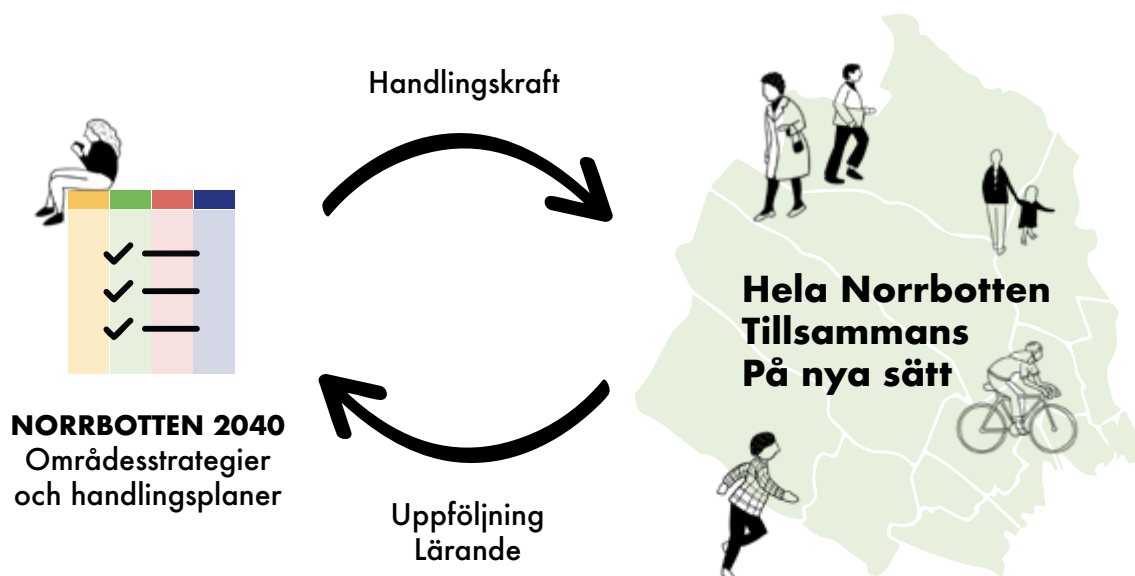 Handlingskraft
Hela Norrbotten
Tillsammans
På nya sätt
NORRBOTTEN 2040
Områdesstrategier
och handlingsplaner
Uppföljning
Lärande